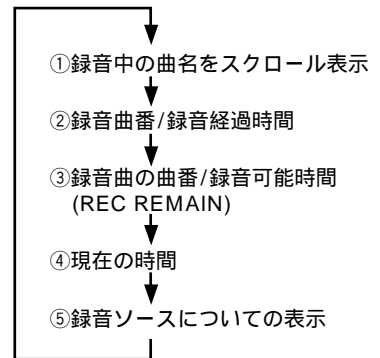 ①録音中の曲名をスクロール表示
②録音曲番/録音経過時間
③録音曲の曲番/録音可能時間
(REC REMAIN)
④現在の時間
⑤録音ソースについての表示